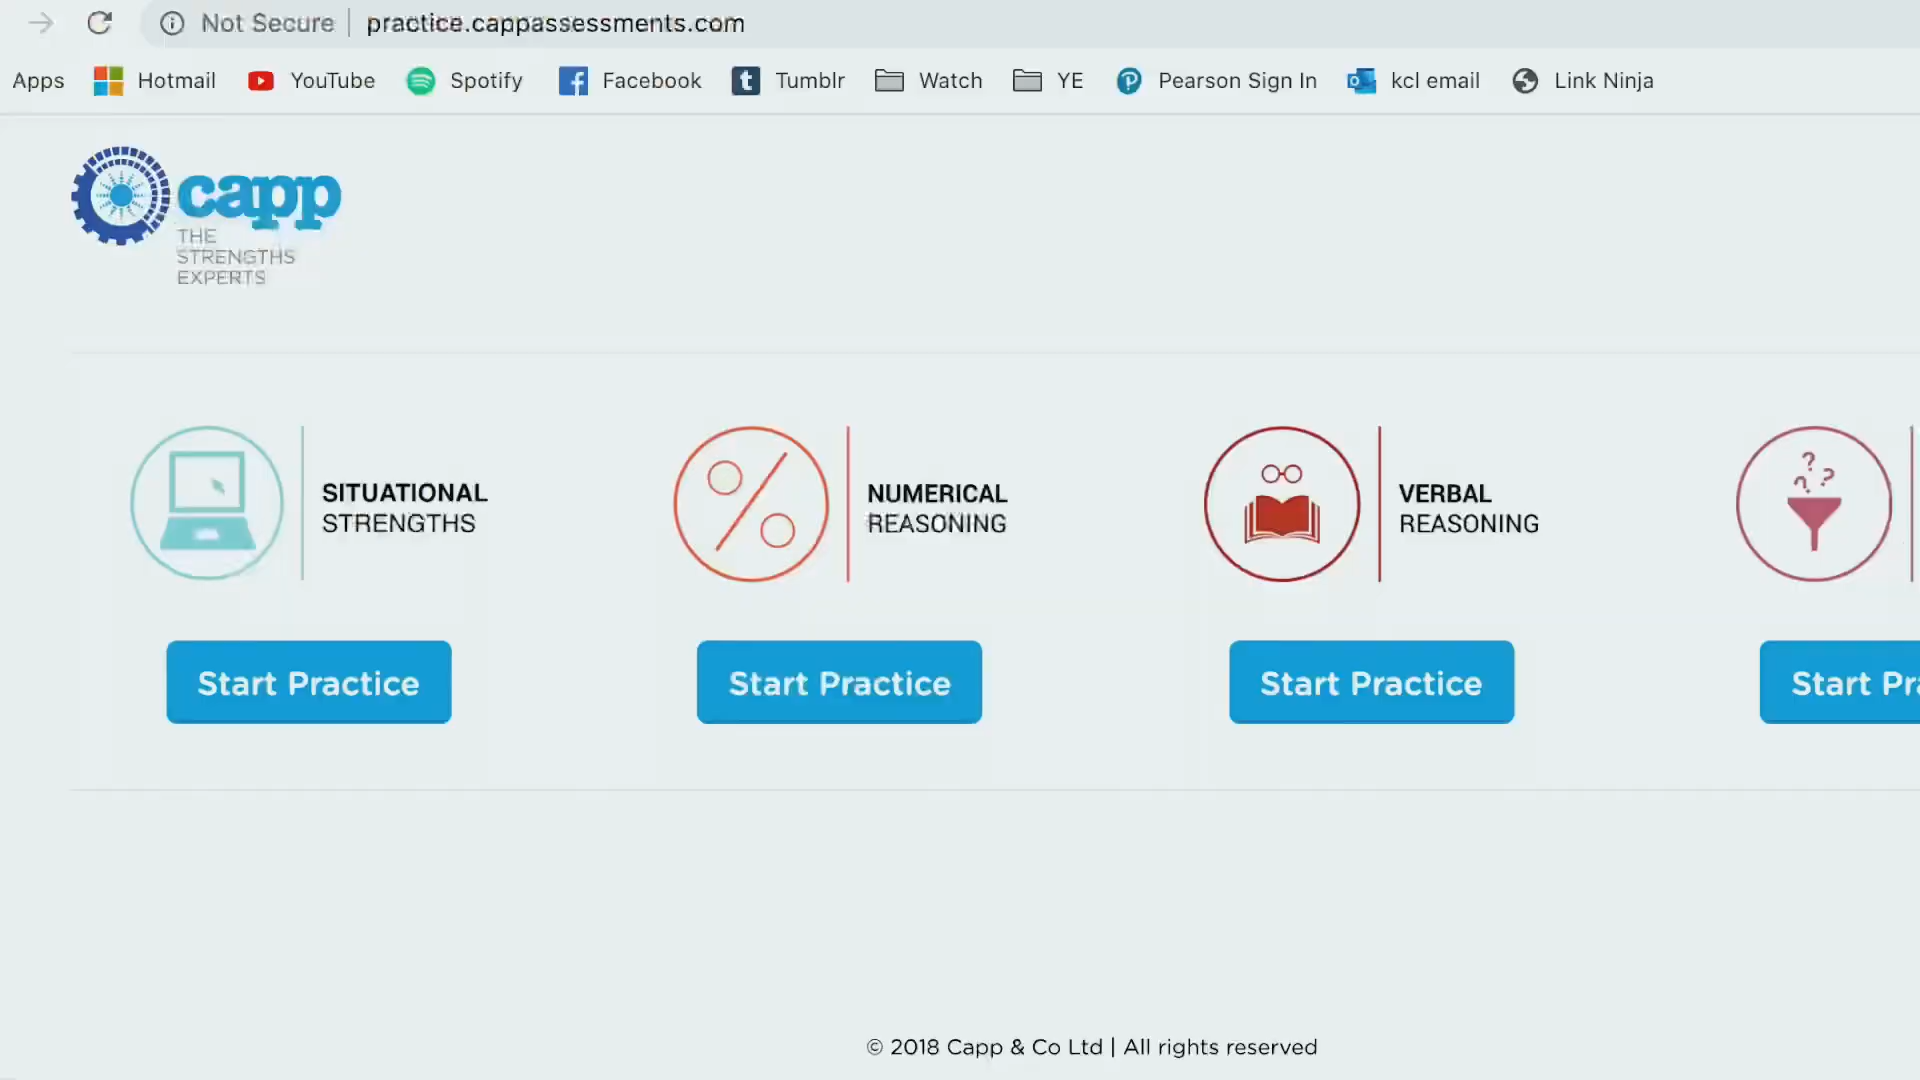 Not Secure | practice.cappassessments.com
Apps Hotmail YouTube Spotify Facebook Tumblr Watch YE Pearson Sign In kcl email Link Ninja
capp
THE
STRENGTHS
EXPERTS
SITUATIONAL
STRENGTHS
NUMERICAL
REASONING
VERBAL
REASONING
? ? ?
Start Practice Start Practice Start Practice Start
© 2018 Capp & Co Ltd | All rights reserved